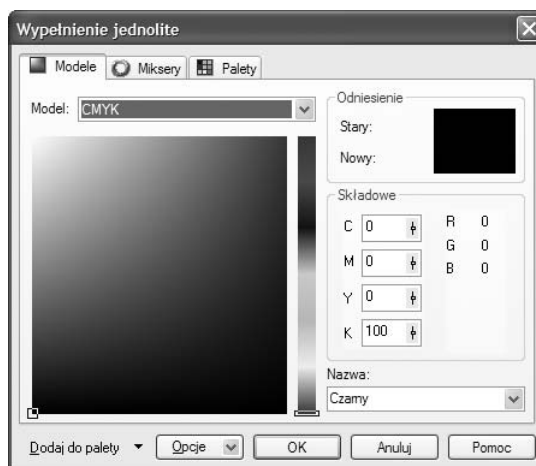 Wypełnienie jednolite
Modele Miksery Palety
Model: CMYK
Odniesienie
Stary:
Nowy:
Składowe
C 0 R 0
G 0
M 0 B 0
Y 0
K 100
Nazwa:
Czarny
Dodaj do palety Opcje OK Anuluj Pomoc